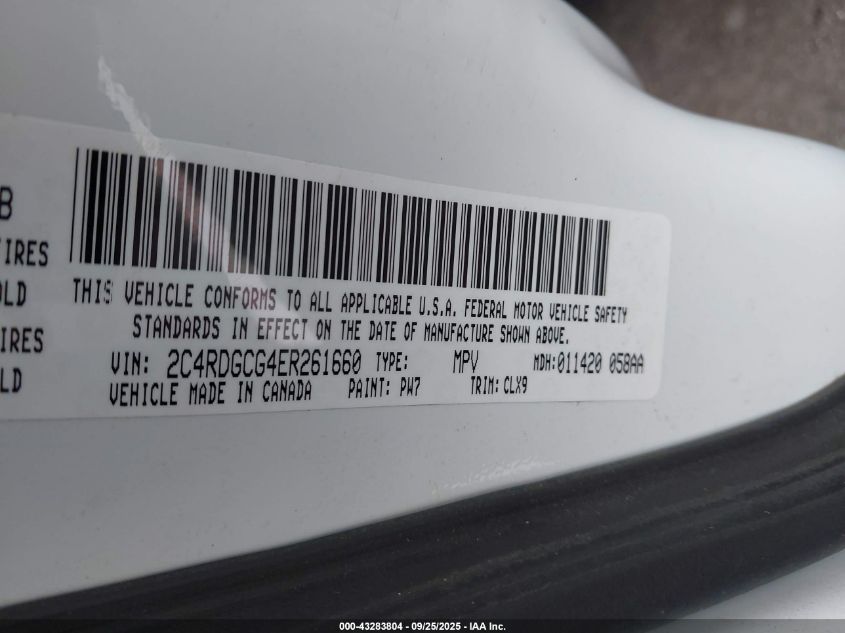 B
TIRES
OLD
THIS VEHICLE CONFORMS TO ALL APPLICABLE U.S.A. FEDERAL MOTOR VEHICLE SAFETY
STANDARDS IN EFFECT ON THE DATE OF MANUFACTURE SHOWN ABOVE.
IRES
LD
VIN: 2C4RDGCG4ER261660 TYPE: MPV MDH:011420 058AA
VEHICLE MADE IN CANADA PAINT: PW7 TRIM: CLX9
000-43283804 - 09/25/2025 - IAA Inc.